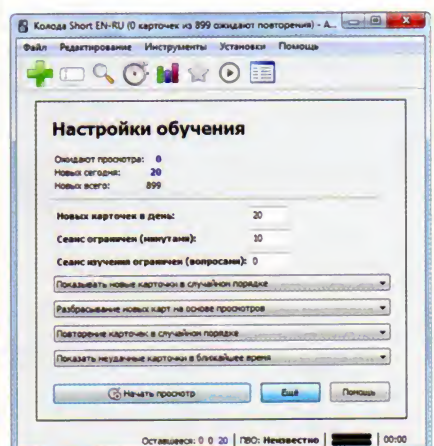 Колода Short EN-RU (0 карточек из 899 ожидают повторения) - A...
Файл Редактирование Инструменты Установки Помощь
Настройки обучения
Ожидают просмотра: 0
Новых сегодня: 20
Новых всего: 899
Новых карточек в день: 20
Сеанс ограничен (минутами): 10
Сеанс изучения ограничен (вопросами): 0
Показывать новые карточки в случайном порядке
Разбрасывание новых карт на основе просмотров
Повторение карточек в случайном порядке
Показать неудачные карточки в ближайшее время
Начать просмотр Ещё Помощь
Оставшееся: 0 0 20 ПВО: Неизвестно 00:00